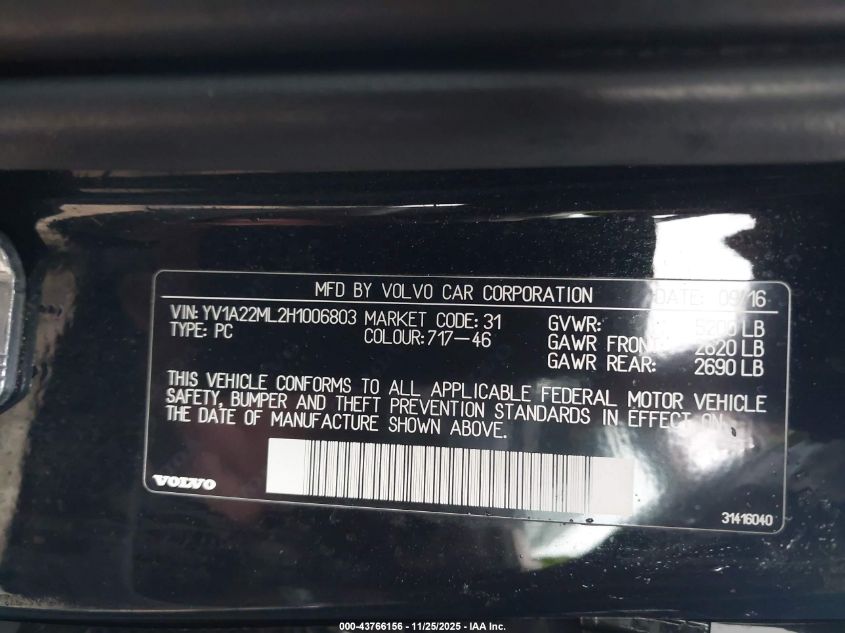 MFD BY VOLVO CAR CORPORATION DATE: 09/16
VIN: YV1A22ML2H1006803 MARKET CODE: 31 GVWR: 5200 LB
TYPE: PC COLOUR: 717-46 GAWR FRONT: 2620 LB
GAWR REAR: 2690 LB
THIS VEHICLE CONFORMS TO ALL APPLICABLE FEDERAL MOTOR VEHICLE
SAFETY, BUMPER AND THEFT PREVENTION STANDARDS IN EFFECT ON
THE DATE OF MANUFACTURE SHOWN ABOVE.
VOLVO
31416040
000-43766156 - 11/25/2025 - IAA Inc.